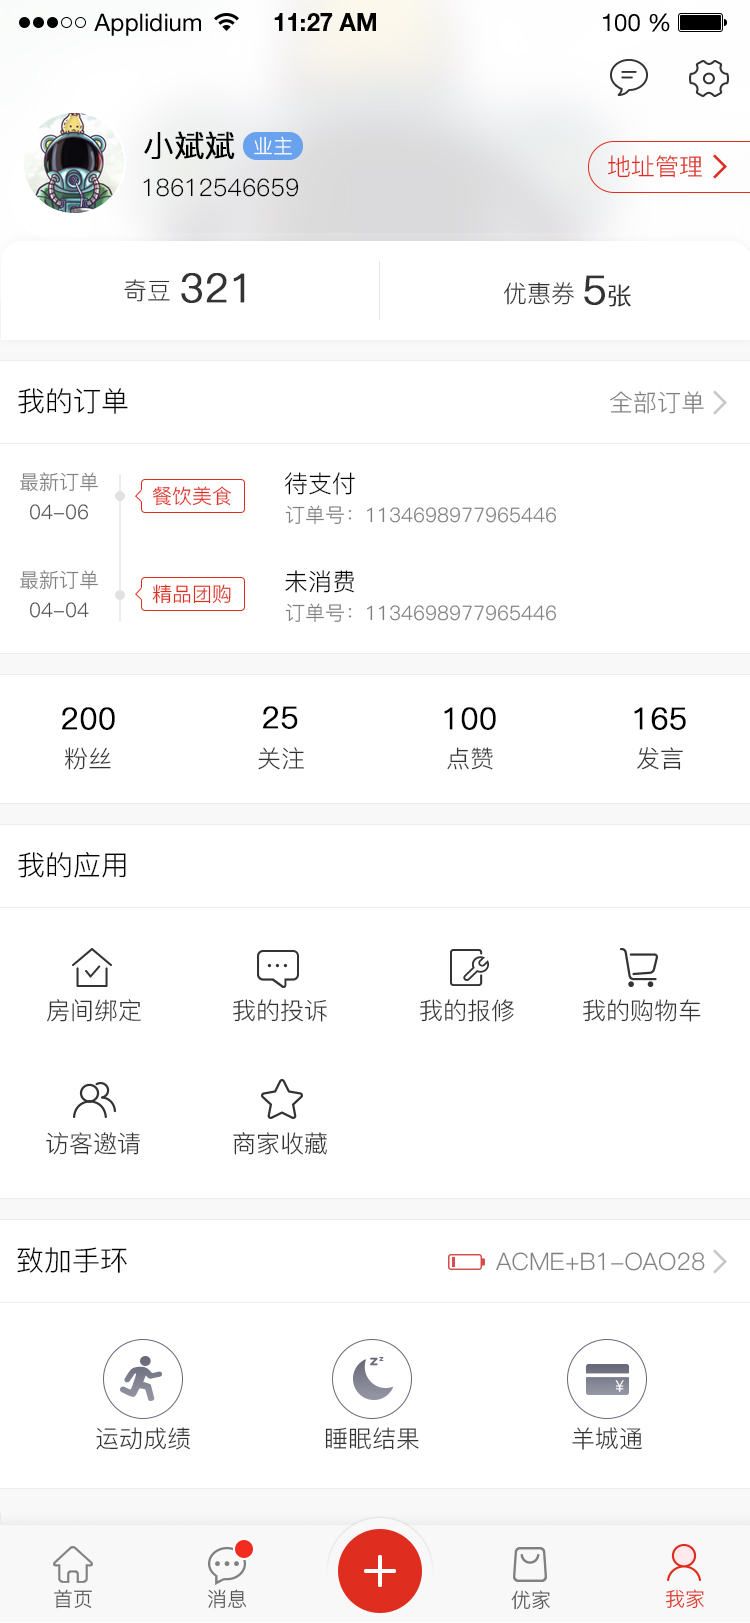 Applidium 11:27 AM 100 %
小斌斌 业主
18612546659
地址管理
奇豆 321
优惠券 5张
我的订单 全部订单
最新订单 餐饮美食 待支付
04-06 订单号：1134698977965446
最新订单 精品团购 未消费
04-04 订单号：1134698977965446
200 25 100 165
粉丝 关注 点赞 发言
我的应用
房间绑定 我的投诉 我的报修 我的购物车
访客邀请 商家收藏
致加手环 ACME+B1-OAO28
zz
¥
运动成绩 睡眠结果 羊城通
首页 消息 优家 我家